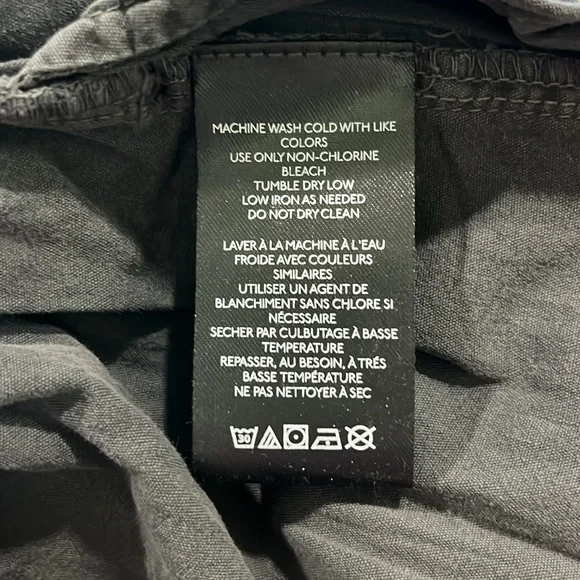 MACHINE WASH COLD WITH LIKE
COLORS
USE ONLY NON-CHLORINE
BLEACH
TUMBLE DRY LOW
LOW IRON AS NEEDED
DO NOT DRY CLEAN
LAVER À LA MACHINE À L'EAU
FROIDE AVEC COULEURS
SIMILAIRES
UTILISER UN AGENT DE
BLANCHIMENT SANS CHLORE SI
NÉCESSAIRE
SECHER PAR CULBUTAGE À BASSE
TEMPERATURE
REPASSER, AU BESOIN, À TRÉS
BASSE TEMPÉRATURE
NE PAS NETTOYER À SEC
30